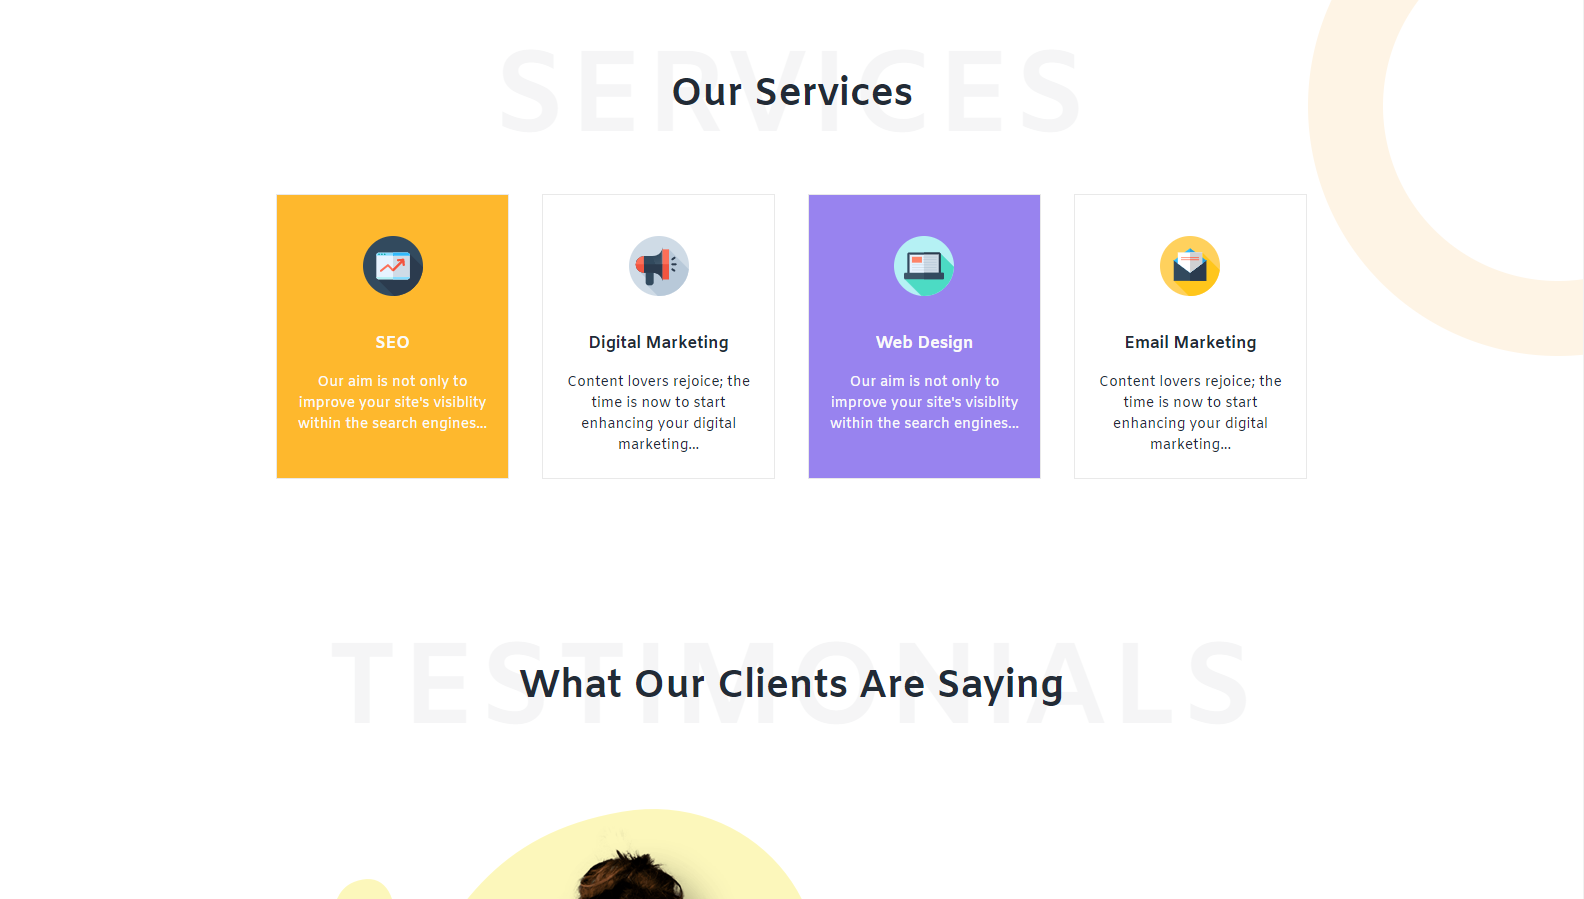 SERVICES
Our Services
SEO
Our aim is not only to
improve your site's visiblity
within the search engines...
Digital Marketing
Content lovers rejoice; the
time is now to start
enhancing your digital
marketing...
Web Design
Our aim is not only to
improve your site's visiblity
within the search engines...
Email Marketing
Content lovers rejoice; the
time is now to start
enhancing your digital
marketing...
TESTIMONIALS
What Our Clients Are Saying